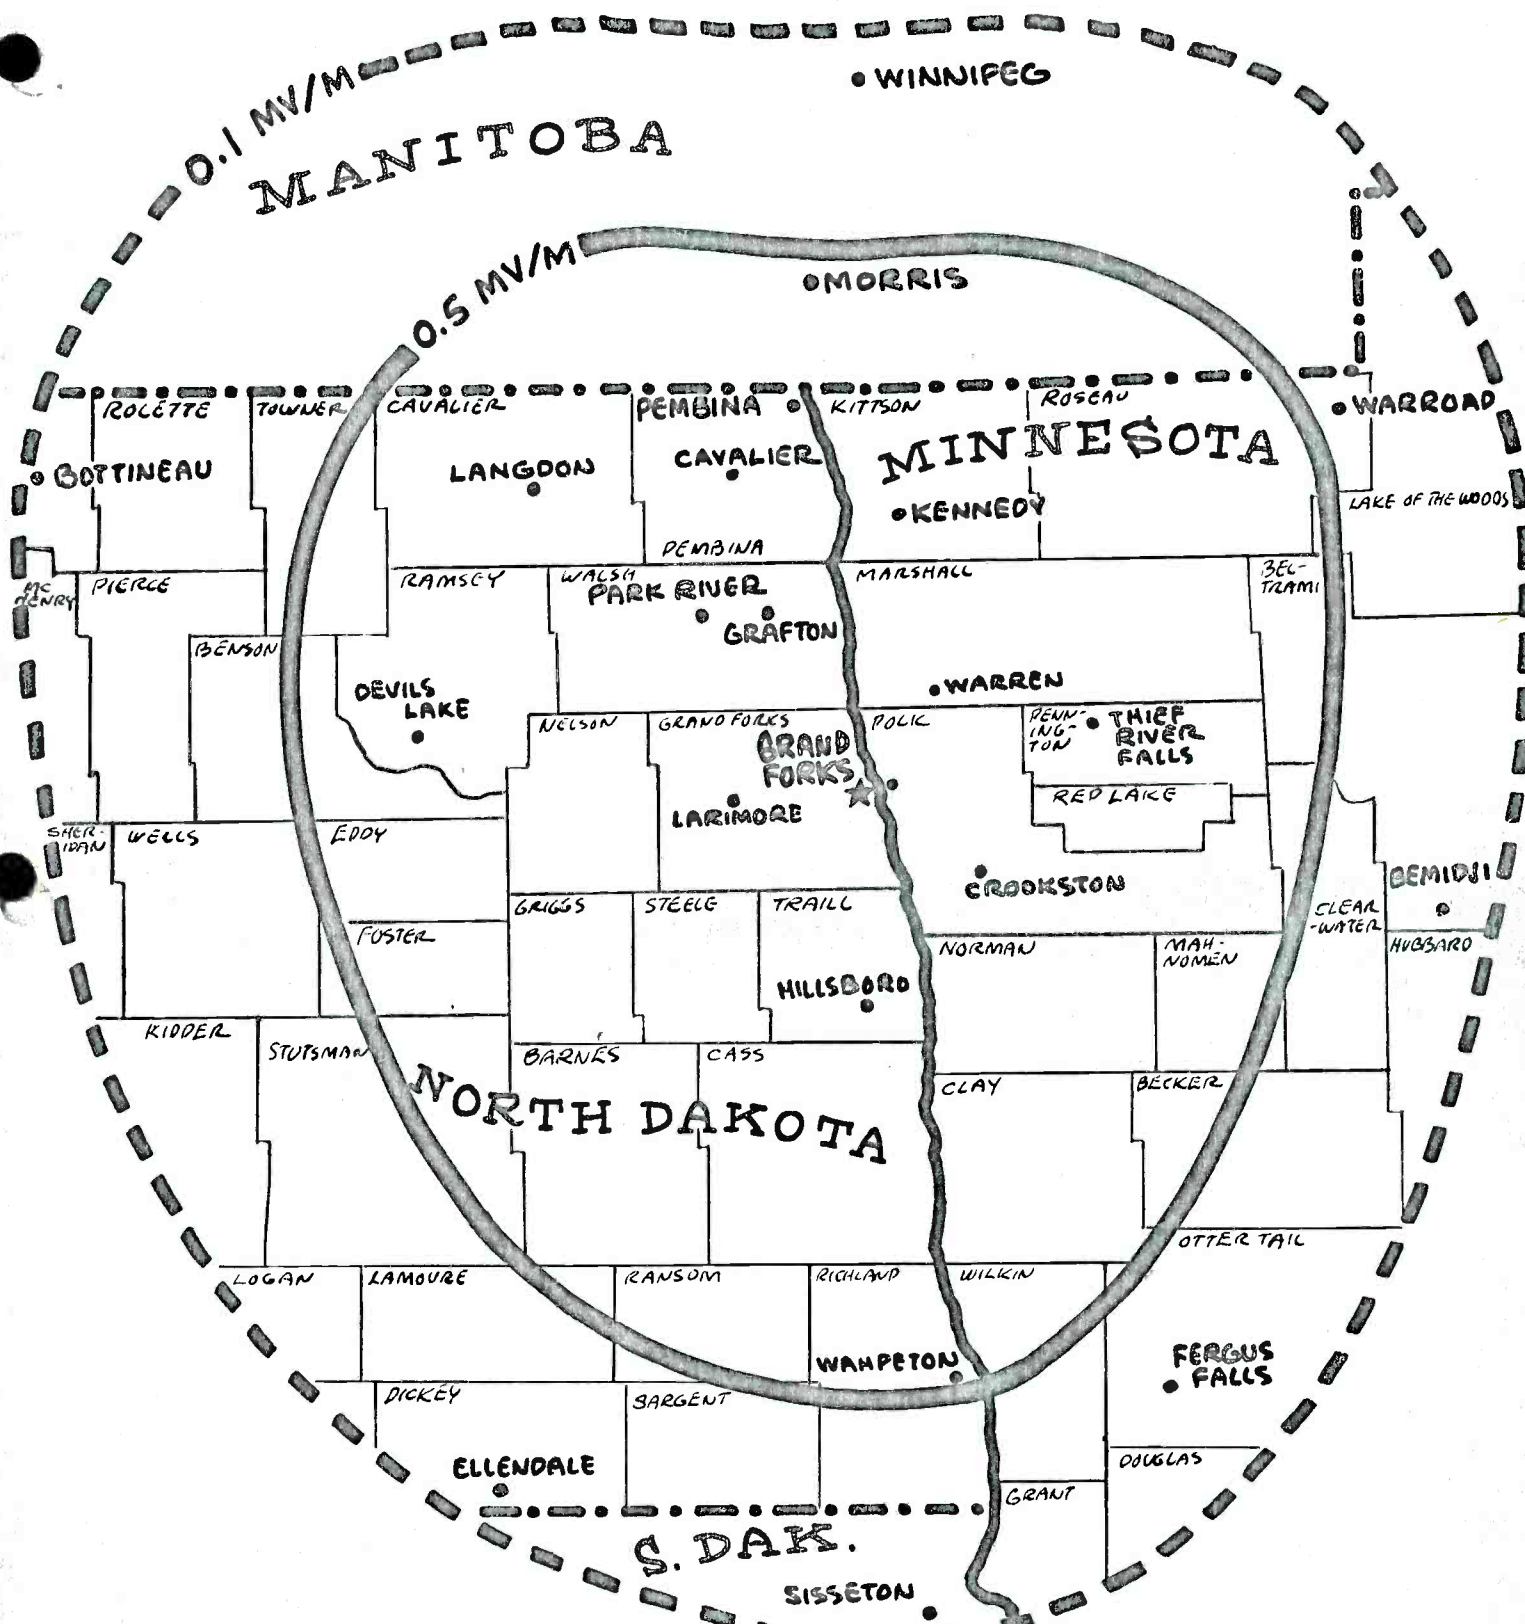 WINNIPEG
0.1 MV/M
MANITOBA
0.5 MV/M
MORRIS
ROLETTE
TOWNER
CAVALIER
PEMBINA
KITTSON
ROSEAU
WARROAD
BOTTINEAU
LANGDON
CAVALIER
MINNESOTA
KENNEDY
LAKE OF THE WOODS
PEMBINA
MC
HENRY
PIERCE
RAMSEY
WALSH
PARK RIVER
GRAFTON
MARSHALL
BEL-
TRAMI
BENSON
DEVILS
LAKE
WARREN
NELSON
GRAND FORKS
GRAND
FORKS
POLK
PENN-
ING-
TON
THIEF
RIVER
FALLS
LARIMORE
RED LAKE
SHER-
IDAN
WELLS
EDDY
CROOKSTON
BEMIDJI
GRIGGS
STEELE
TRAILL
CLEAR
-WATER
FOSTER
NORMAN
MAH-
NOMEN
HUBBARD
HILLSBORO
KIDDER
STUTSMAN
BARNES
CASS
NORTH DAKOTA
CLAY
BECKER
OTTER TAIL
LOGAN
LAMOURE
RANSOM
RICHLAND
WILKIN
WAHPETON
FERGUS
FALLS
DICKEY
SARGENT
ELLENDALE
DOUGLAS
GRANT
S. DAK.
SISSETON